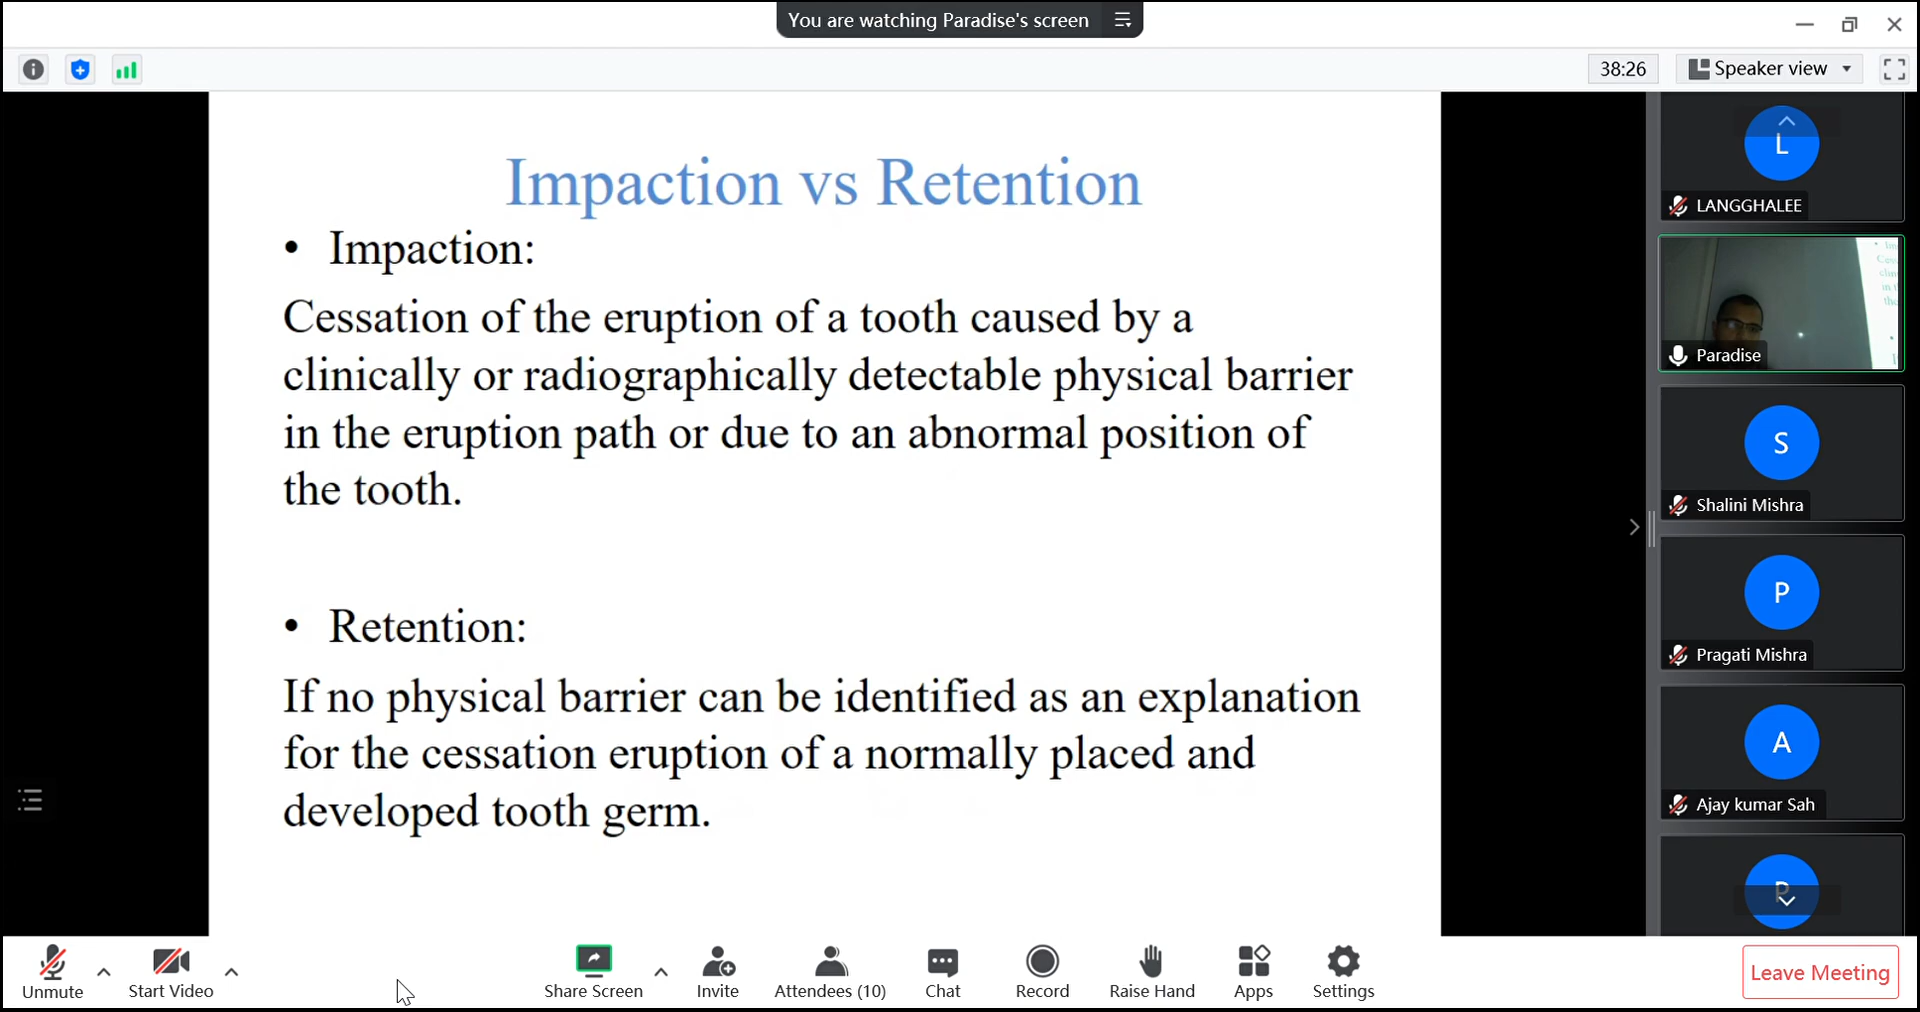 You are watching Paradise's screen
38:26
Speaker view
Impaction vs Retention
• Impaction:
Cessation of the eruption of a tooth caused by a
clinically or radiographically detectable physical barrier
in the eruption path or due to an abnormal position of
the tooth.
• Retention:
If no physical barrier can be identified as an explanation
for the cessation eruption of a normally placed and
developed tooth germ.
L
LANGGHALEE
Paradise
S
Shalini Mishra
P
Pragati Mishra
A
Ajay kumar Sah
P
Unmute
Start Video
Share Screen
Invite
Attendees (10)
Chat
Record
Raise Hand
Apps
Settings
Leave Meeting